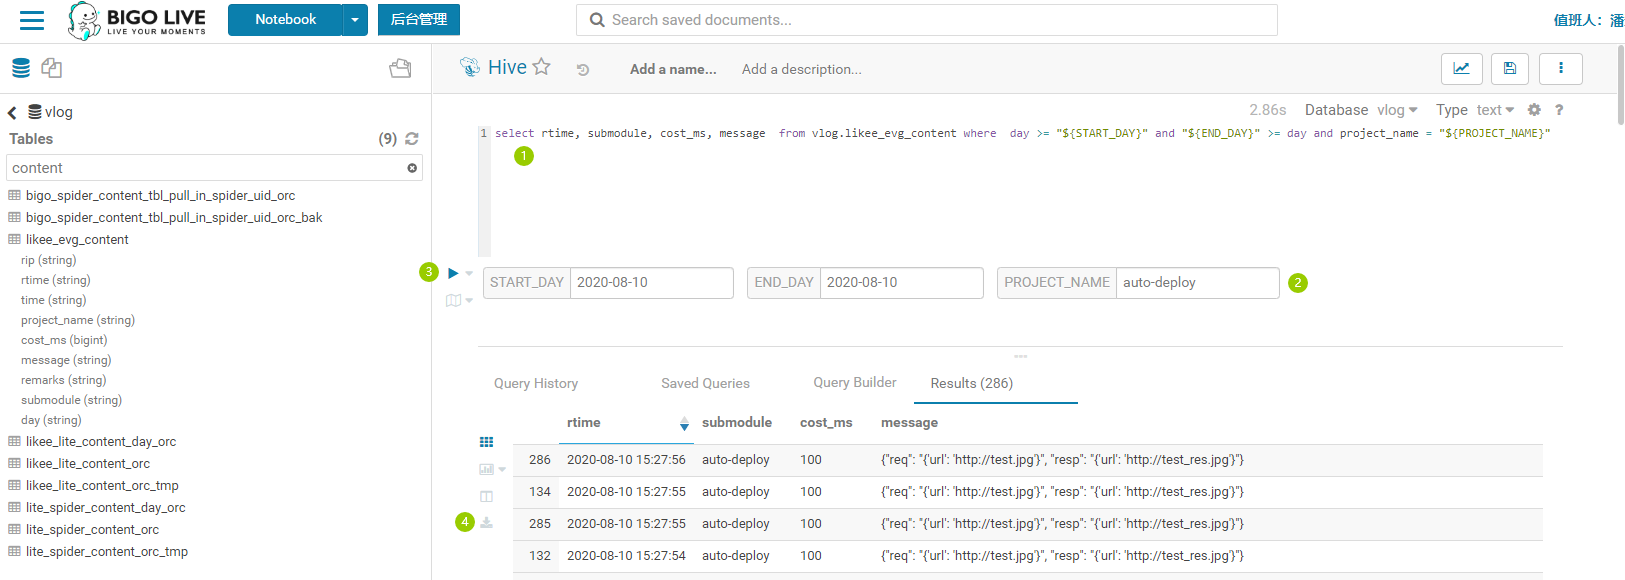 BIGO LIVE
LIVE YOUR MOMENTS
Notebook
后台管理
Search saved documents...
值班人：潘
Hive
Add a name...
Add a description...
vlog
Tables (9)
content
bigo_spider_content_tbl_pull_in_spider_uid_orc
bigo_spider_content_tbl_pull_in_spider_uid_orc_bak
likee_evg_content
rip (string)
rtime (string)
time (string)
project_name (string)
cost_ms (bigint)
message (string)
remarks (string)
submodule (string)
day (string)
likee_lite_content_day_orc
likee_lite_content_orc
likee_lite_content_orc_tmp
lite_spider_content_day_orc
lite_spider_content_orc
lite_spider_content_orc_tmp
2.86s Database vlog Type text ?
1 select rtime, submodule, cost_ms, message  from vlog.likee_evg_content where  day >= "${START_DAY}" and "${END_DAY}" >= day and project_name = "${PROJECT_NAME}"
1
3
START_DAY 2020-08-10 END_DAY 2020-08-10 PROJECT_NAME auto-deploy
2
Query History Saved Queries Query Builder Results (286)
rtime submodule cost_ms message
286 2020-08-10 15:27:56 auto-deploy 100 {"req": "{'url': 'http://test.jpg'}", "resp": "{'url': 'http://test_res.jpg'}"}
134 2020-08-10 15:27:55 auto-deploy 100 {"req": "{'url': 'http://test.jpg'}", "resp": "{'url': 'http://test_res.jpg'}"}
4
285 2020-08-10 15:27:55 auto-deploy 100 {"req": "{'url': 'http://test.jpg'}", "resp": "{'url': 'http://test_res.jpg'}"}
132 2020-08-10 15:27:54 auto-deploy 100 {"req": "{'url': 'http://test.jpg'}", "resp": "{'url': 'http://test_res.jpg'}"}